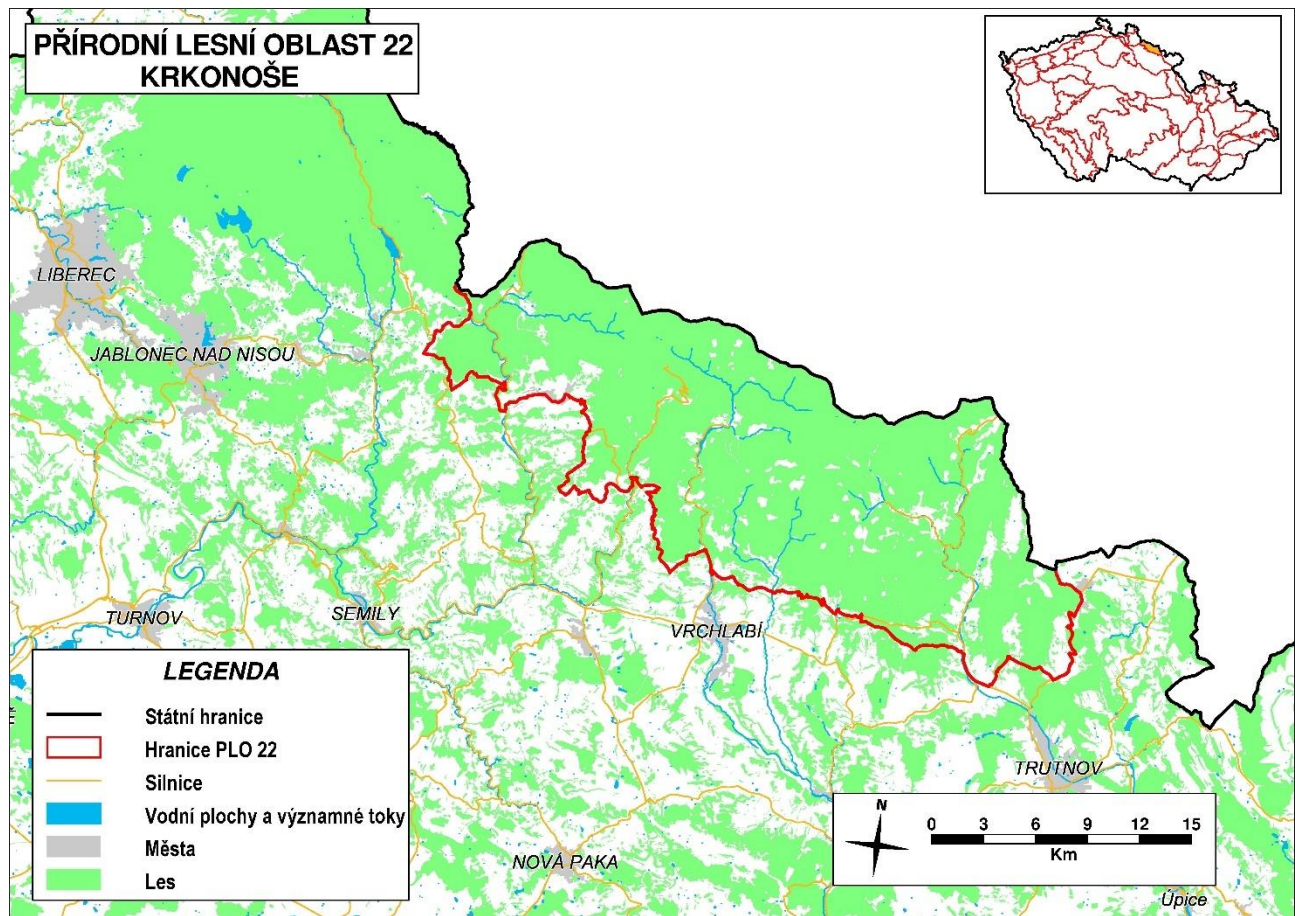 PŘÍRODNÍ LESNÍ OBLAST 22
KRKONOŠE
LIBEREC
JABLONEC NAD NISOU
TURNOV
SEMILY
VRCHLABÍ
TRUTNOV
NOVÁ PAKA
Úpice
LEGENDA
Státní hranice
Hranice PLO 22
Silnice
Vodní plochy a významné toky
Města
Les
N
0 3 6 9 12 15
Km